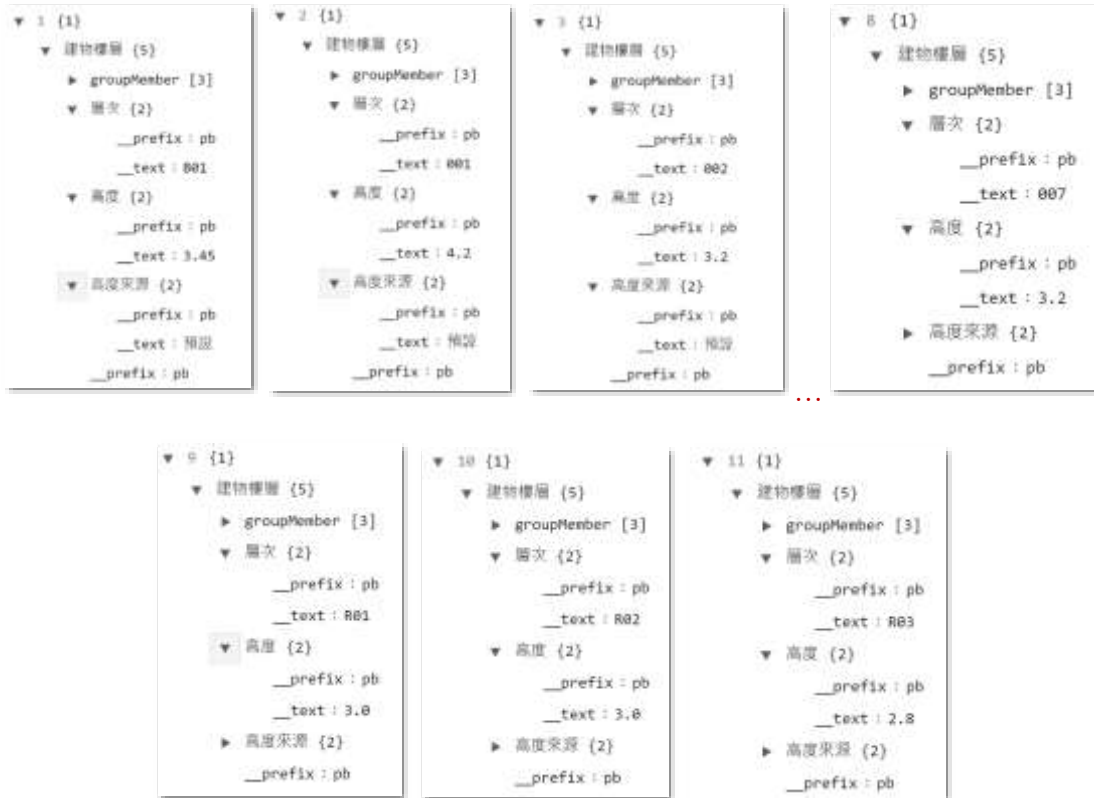 ▼ 1 {1}
▼ 建物樓層 {5}
▶ groupMember [3]
▼ 層次 {2}
__prefix : pb
__text : B01
▼ 高度 {2}
__prefix : pb
__text : 3.45
▼ 高度來源 {2}
__prefix : pb
__text : 預設
__prefix : pb
▼ 2 {1}
▼ 建物樓層 {5}
▶ groupMember [3]
▼ 層次 {2}
__prefix : pb
__text : 001
▼ 高度 {2}
__prefix : pb
__text : 4.2
▼ 高度來源 {2}
__prefix : pb
__text : 預設
__prefix : pb
▼ 3 {1}
▼ 建物樓層 {5}
▶ groupMember [3]
▼ 層次 {2}
__prefix : pb
__text : 002
▼ 高度 {2}
__prefix : pb
__text : 3.2
▼ 高度來源 {2}
__prefix : pb
__text : 預設
__prefix : pb
...
▼ 8 {1}
▼ 建物樓層 {5}
▶ groupMember [3]
▼ 層次 {2}
__prefix : pb
__text : 007
▼ 高度 {2}
__prefix : pb
__text : 3.2
▶ 高度來源 {2}
__prefix : pb
▼ 9 {1}
▼ 建物樓層 {5}
▶ groupMember [3]
▼ 層次 {2}
__prefix : pb
__text : R01
▼ 高度 {2}
__prefix : pb
__text : 3.0
▶ 高度來源 {2}
__prefix : pb
▼ 10 {1}
▼ 建物樓層 {5}
▶ groupMember [3]
▼ 層次 {2}
__prefix : pb
__text : R02
▼ 高度 {2}
__prefix : pb
__text : 3.0
▶ 高度來源 {2}
__prefix : pb
▼ 11 {1}
▼ 建物樓層 {5}
▶ groupMember [3]
▼ 層次 {2}
__prefix : pb
__text : R03
▼ 高度 {2}
__prefix : pb
__text : 2.8
▶ 高度來源 {2}
__prefix : pb